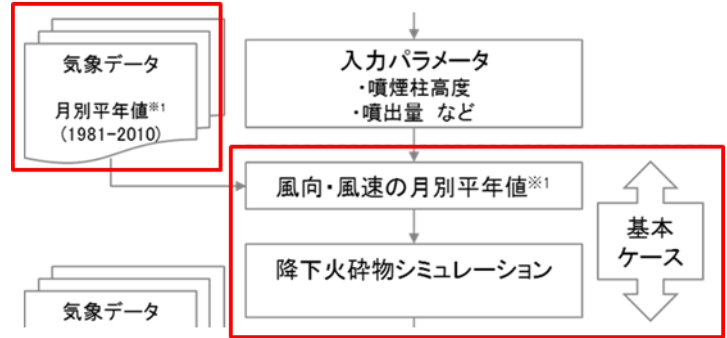 気象データ
月別平年値※1
(1981-2010)
入力パラメータ
・噴煙柱高度
・噴出量 など
風向・風速の月別平年値※1
基本
ケース
降下火砕物シミュレーション
気象データ